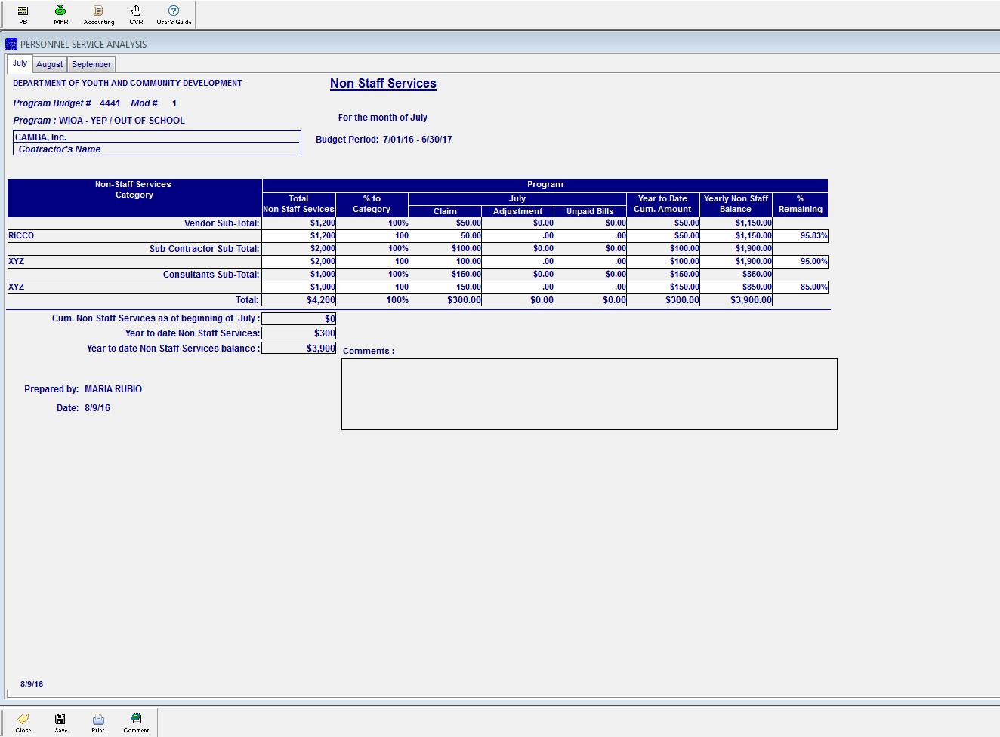 PB MFR Accounting CVR User's Guide
PERSONNEL SERVICE ANALYSIS
July August September
DEPARTMENT OF YOUTH AND COMMUNITY DEVELOPMENT
Non Staff Services
Program Budget # 4441 Mod # 1
For the month of July
Program : WIOA - YEP / OUT OF SCHOOL
CAMBA, Inc.
Budget Period: 7/01/16 - 6/30/17
Contractor's Name
Non-Staff Services Category
Program
Total Non Staff Sevices
% to Category
July
Claim Adjustment Unpaid Bills
Year to Date Cum. Amount
Yearly Non Staff Balance
% Remaining
Vendor Sub-Total: $1,200 100% $50.00 $0.00 $0.00 $50.00 $1,150.00
RICCO $1,200 100 50.00 .00 .00 $50.00 $1,150.00 95.83%
Sub-Contractor Sub-Total: $2,000 100% $100.00 $0.00 $0.00 $100.00 $1,900.00
XYZ $2,000 100 100.00 .00 .00 $100.00 $1,900.00 95.00%
Consultants Sub-Total: $1,000 100% $150.00 $0.00 $0.00 $150.00 $850.00
XYZ $1,000 100 150.00 .00 .00 $150.00 $850.00 85.00%
Total: $4,200 100% $300.00 $0.00 $0.00 $300.00 $3,900.00
Cum. Non Staff Services as of beginning of July : $0
Year to date Non Staff Services: $300
Year to date Non Staff Services balance : $3,900
Comments :
Prepared by: MARIA RUBIO
Date: 8/9/16
8/9/16
Close Save Print Comment